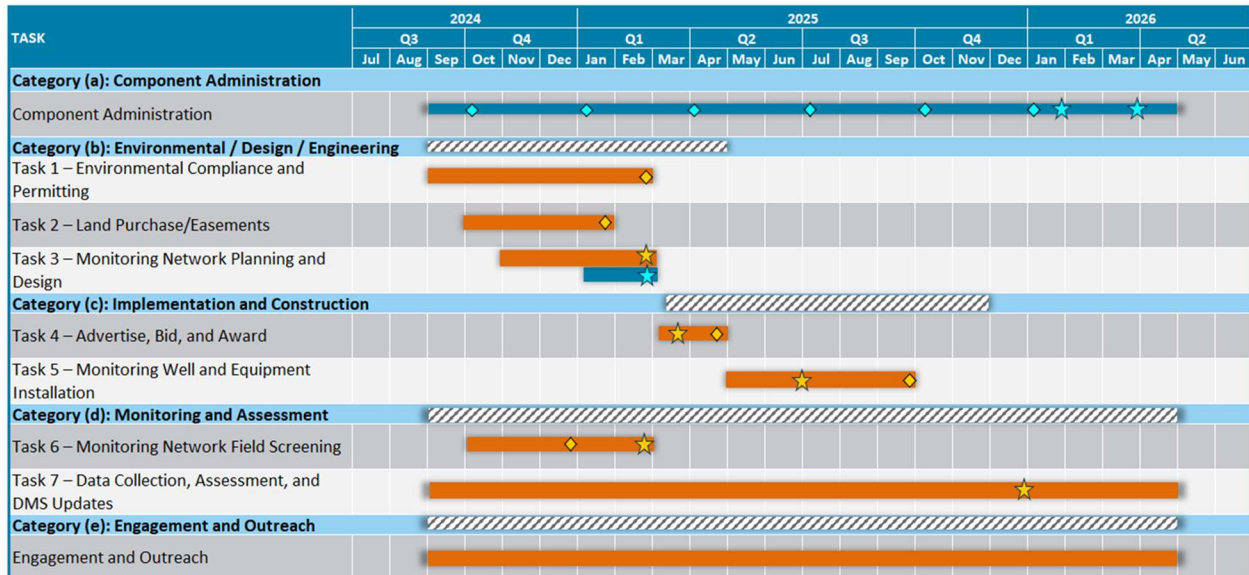 2024 2025 2026
TASK Q3 Q4 Q1 Q2 Q3 Q4 Q1 Q2
Jul Aug Sep Oct Nov Dec Jan Feb Mar Apr May Jun Jul Aug Sep Oct Nov Dec Jan Feb Mar Apr May Jun
Category (a): Component Administration
Component Administration
Category (b): Environmental / Design / Engineering
Task 1 – Environmental Compliance and
Permitting
Task 2 – Land Purchase/Easements
Task 3 – Monitoring Network Planning and
Design
Category (c): Implementation and Construction
Task 4 – Advertise, Bid, and Award
Task 5 – Monitoring Well and Equipment
Installation
Category (d): Monitoring and Assessment
Task 6 – Monitoring Network Field Screening
Task 7 – Data Collection, Assessment, and
DMS Updates
Category (e): Engagement and Outreach
Engagement and Outreach